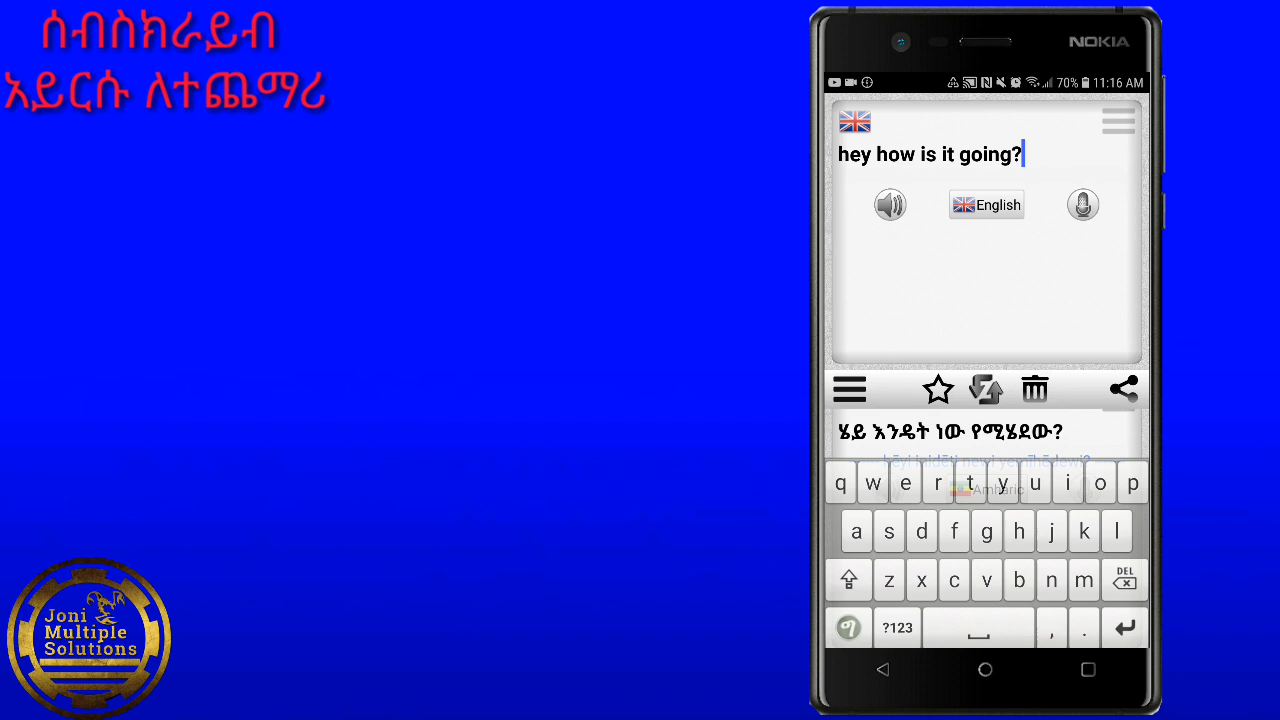 ሰብስክራይብ
አይርሱ ለተጨማሪ
NOKIA
70% 11:16 AM
hey how is it going?
English
ሄይ እንዴት ነው የሚሄደው?
Amharic
q w e r t y u i o p
a s d f g h j k l
z x c v b n m DEL
?123 , .
Joni
Multiple
Solutions